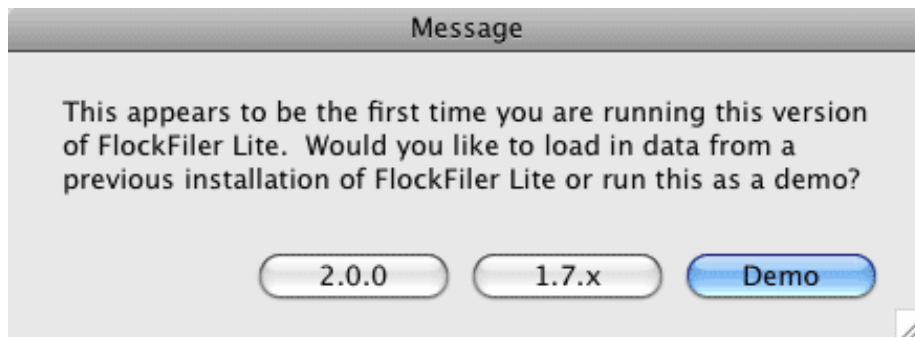 Message
This appears to be the first time you are running this version
of FlockFiler Lite.  Would you like to load in data from a
previous installation of FlockFiler Lite or run this as a demo?
2.0.0 1.7.x Demo